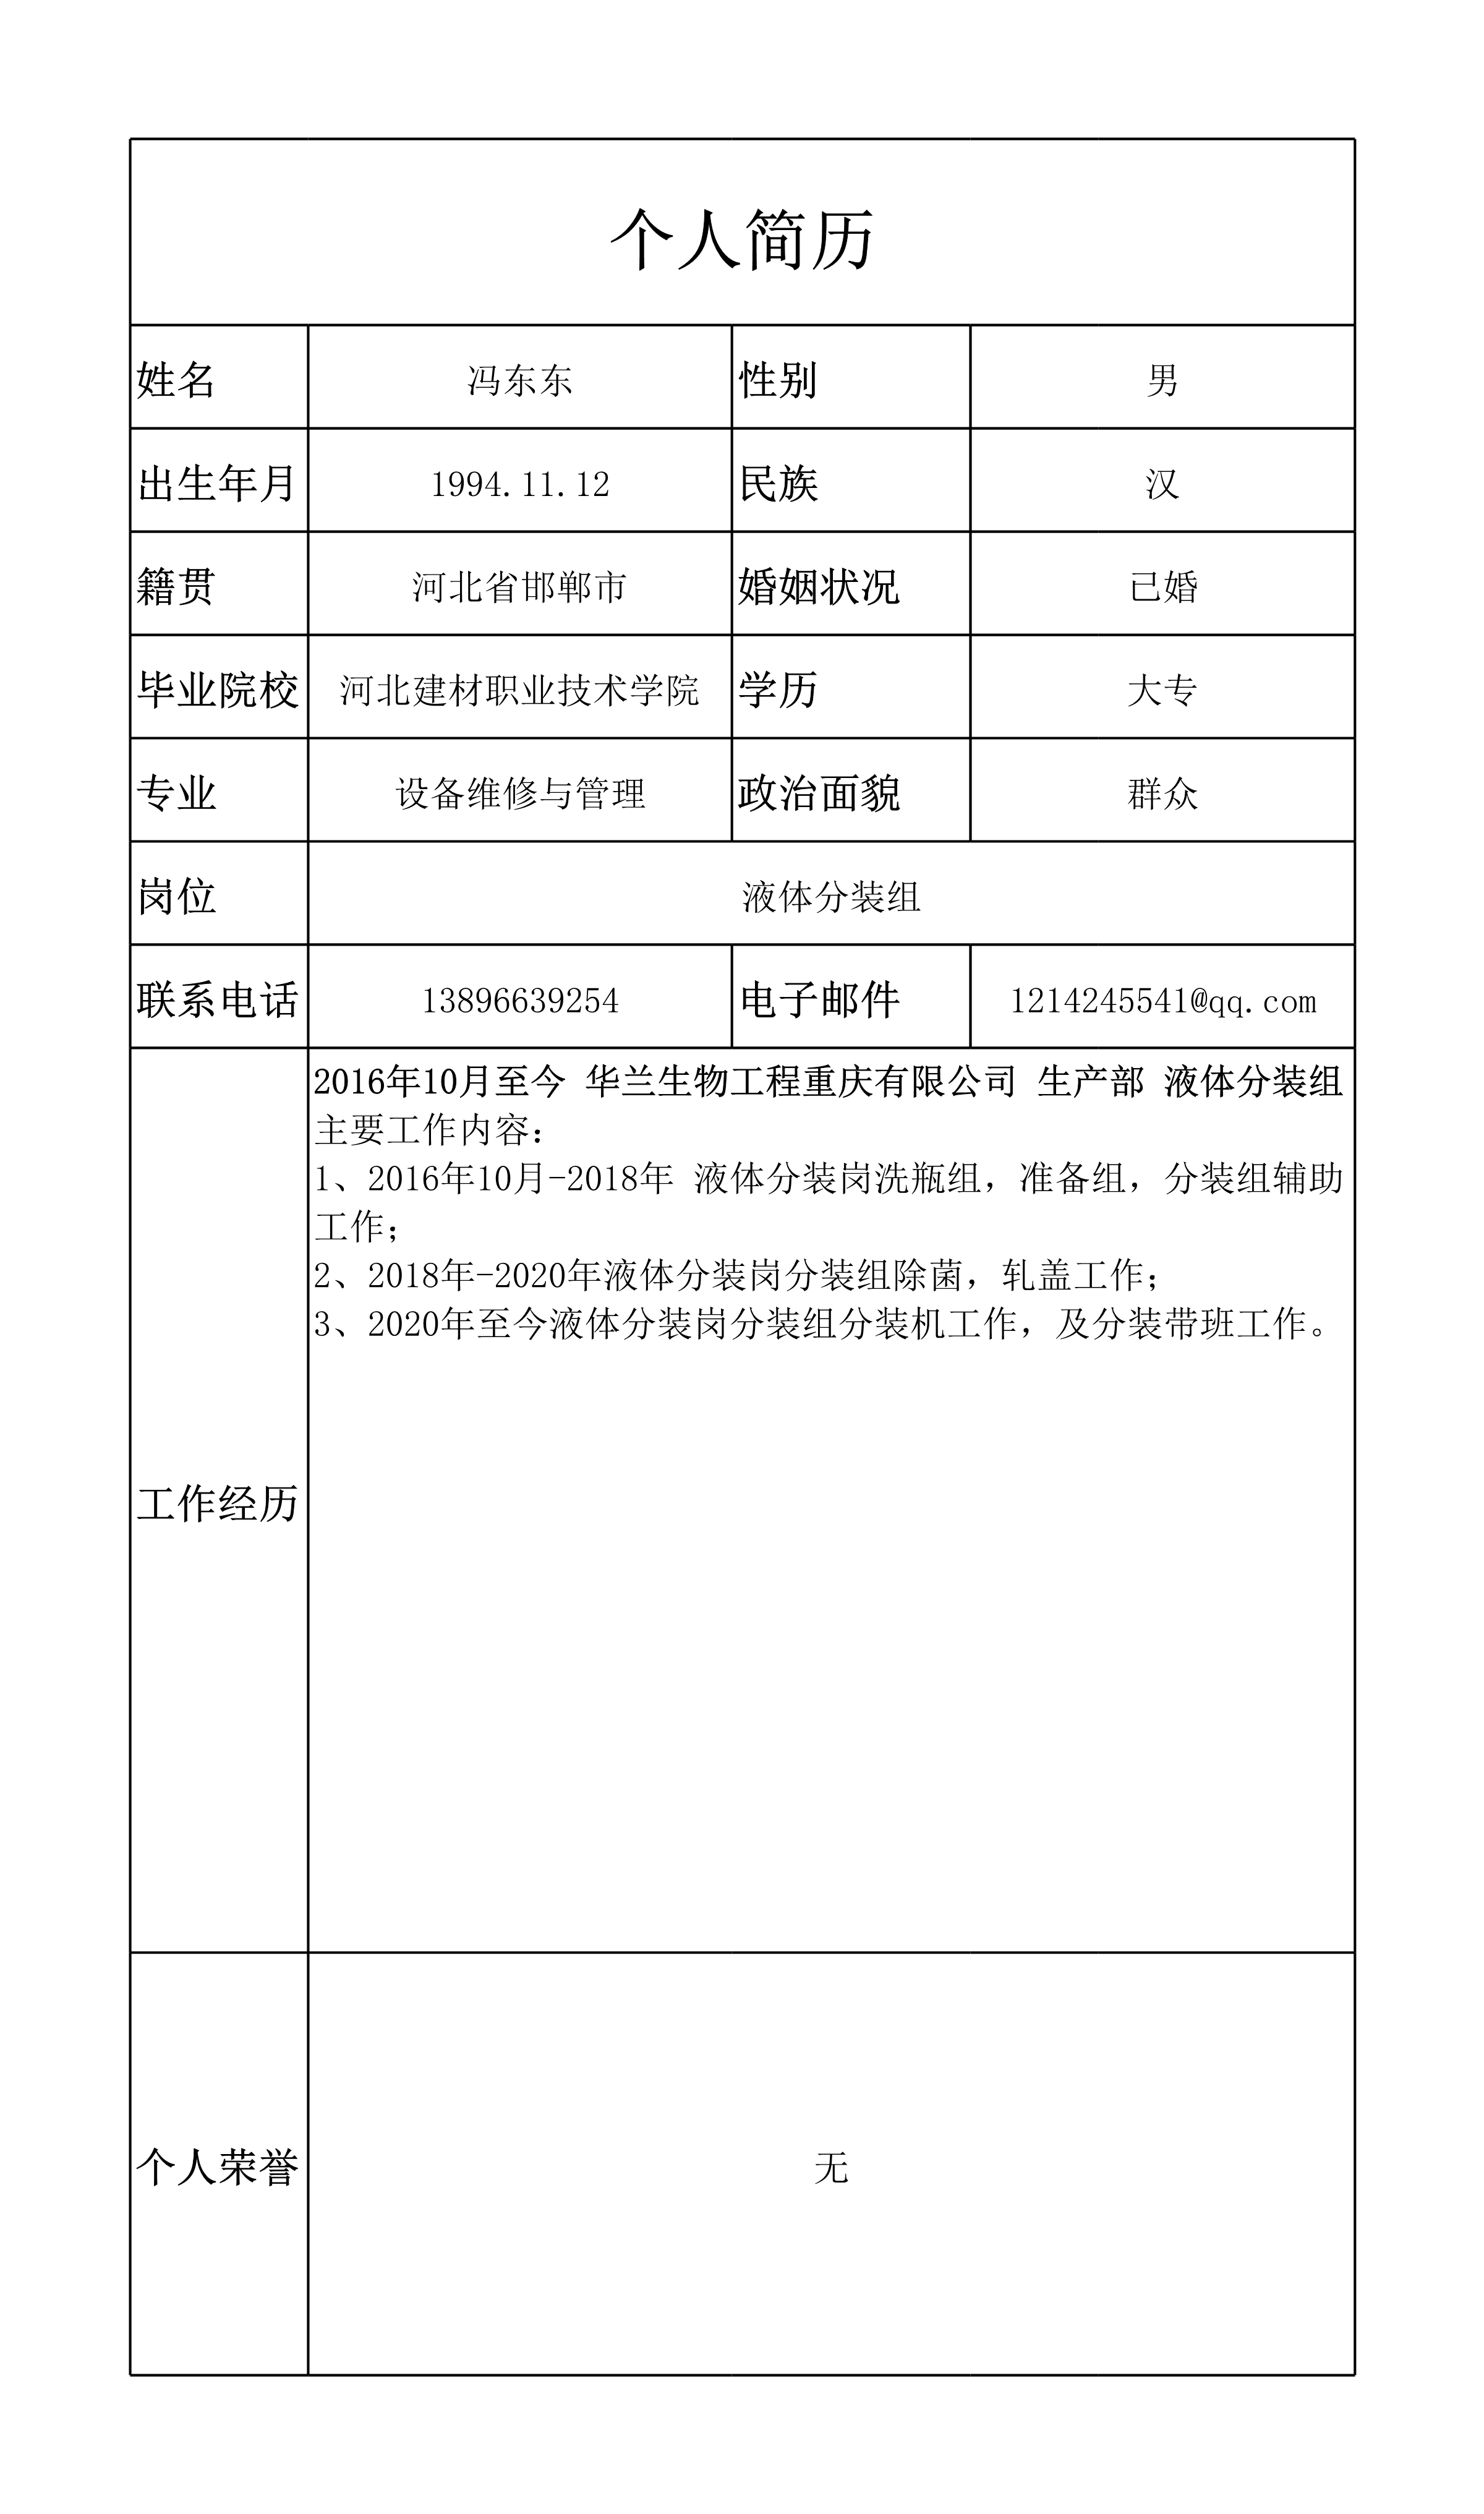 个人简历
姓名 冯东东 性别 男
出生年月 1994.11.12 民族 汉
籍贯 河北省邯郸市 婚姻状况 已婚
毕业院校 河北建材职业技术学院 学历 大专
专业 设备维修与管理 政治面貌 群众
岗位 液体分装组
联系电话 13896639254 电子邮件 1214245541@qq.com
工作经历
2016年10月至今 华兰生物工程重庆有限公司 生产部 液体分装组
主要工作内容：
1、2016年10月-2018年 液体分装岗洗瓶组，准备组，分装组辅助
工作；
2、2018年-2020年液体分装岗分装组除菌，轧盖工作；
3、2020年至今液体分装岗分装组分装机工作，及分装带班工作。
个人荣誉 无